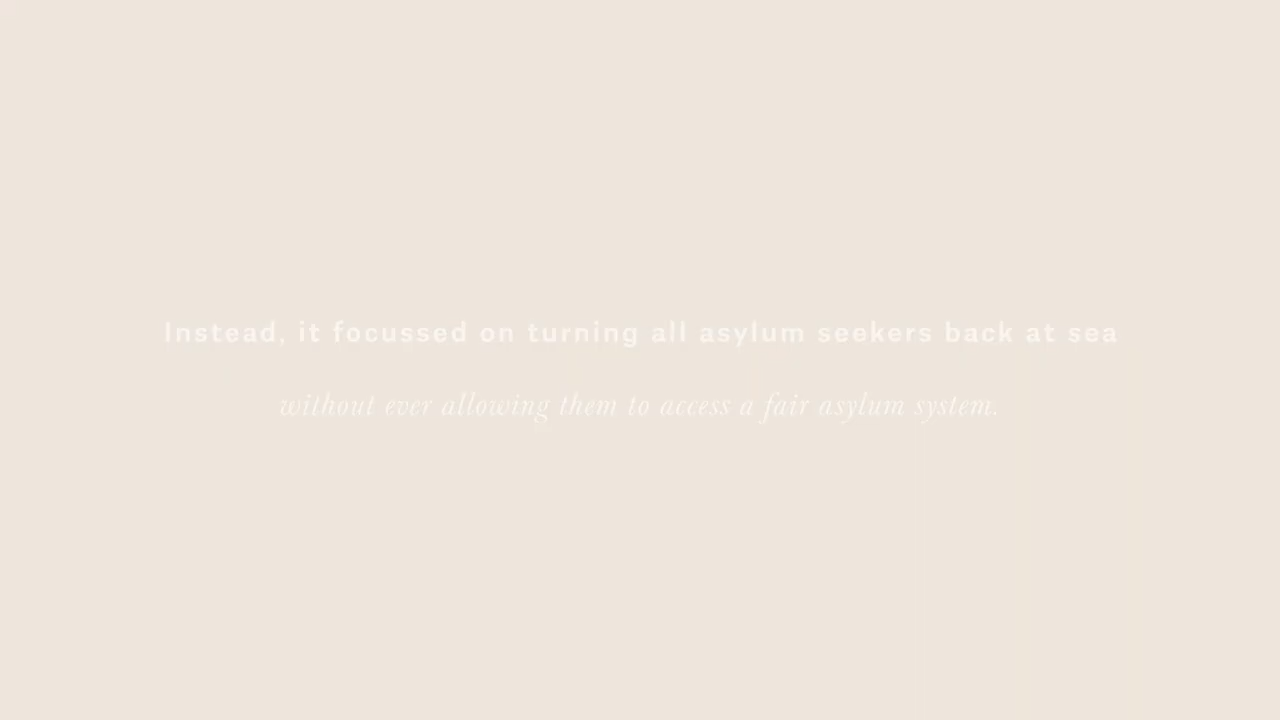 Instead, it focussed on turning all asylum seekers back at sea
without ever allowing them to access a fair asylum system.